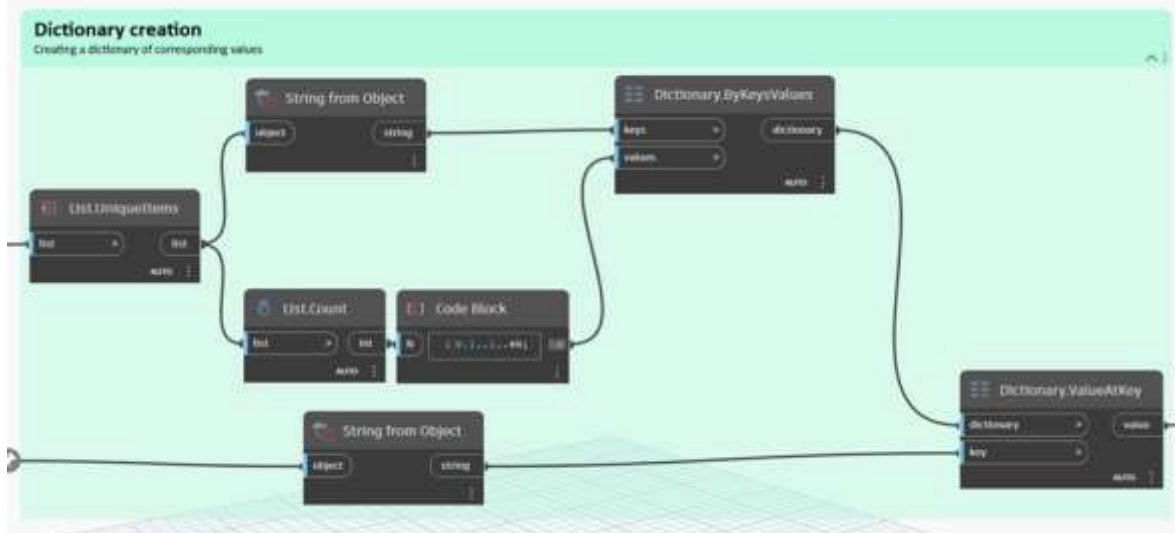 Dictionary creation
Creating a dictionary of corresponding values
String from Object
object
string
Dictionary.ByKeysValues
keys >
dictionary
values >
AUTO
List.UniqueItems
list >
list
AUTO
List.Count
list >
int
AUTO
Code Block
N
String from Object
object
string
Dictionary.ValueAtKey
dictionary >
value
key >
AUTO